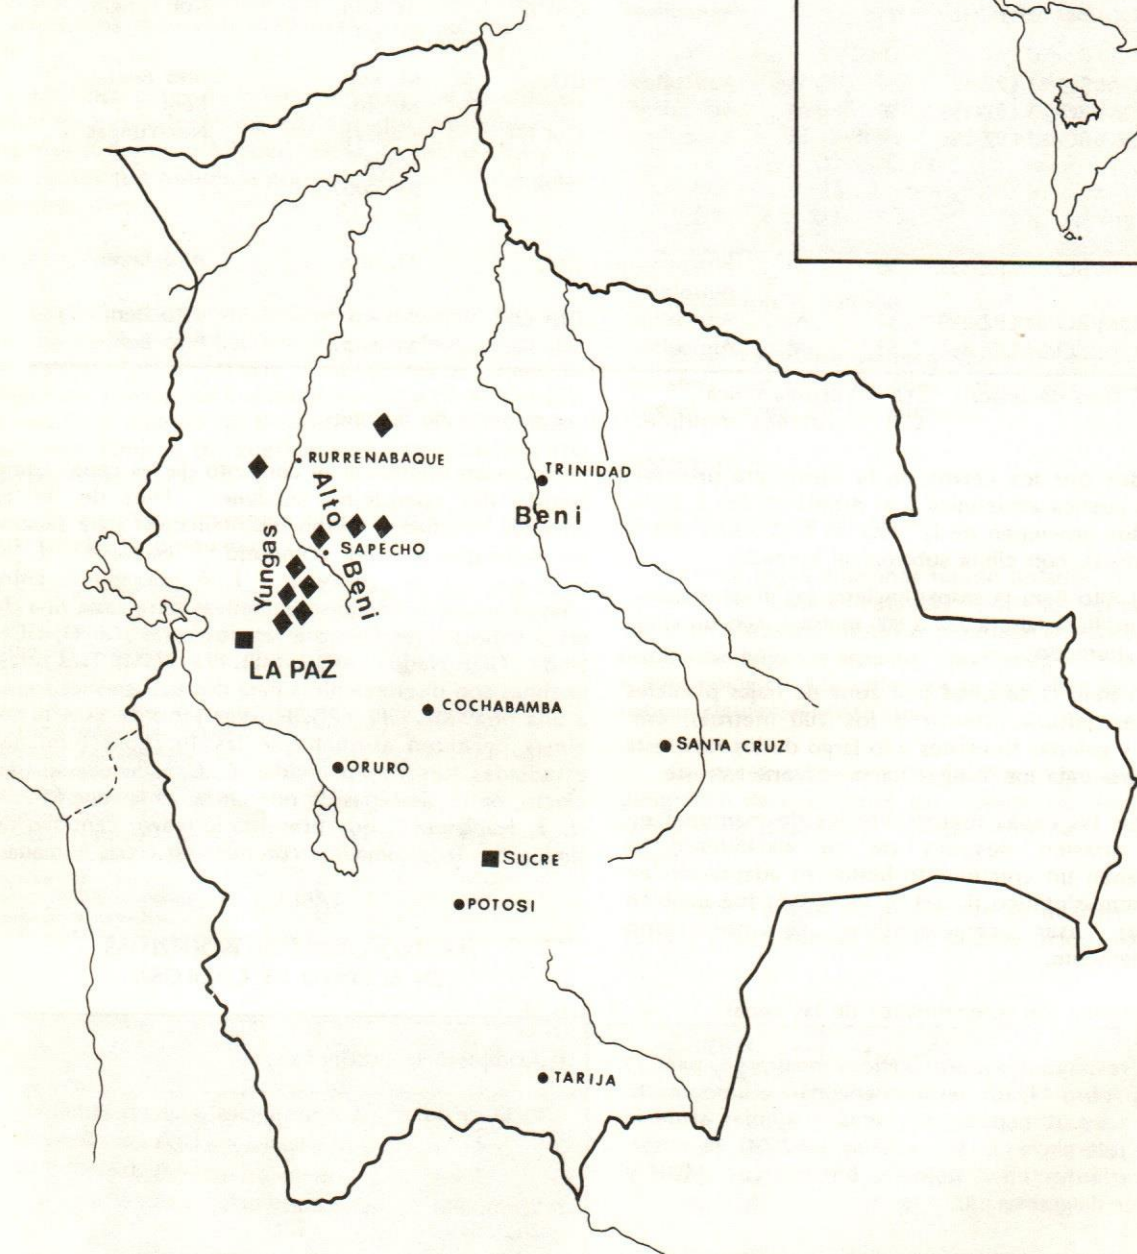 RURRENABAQUE
TRINIDAD
Alto Beni
Beni
Yungas
SAPECHO
LA PAZ
COCHABAMBA
SANTA CRUZ
ORURO
SUCRE
POTOSI
TARIJA